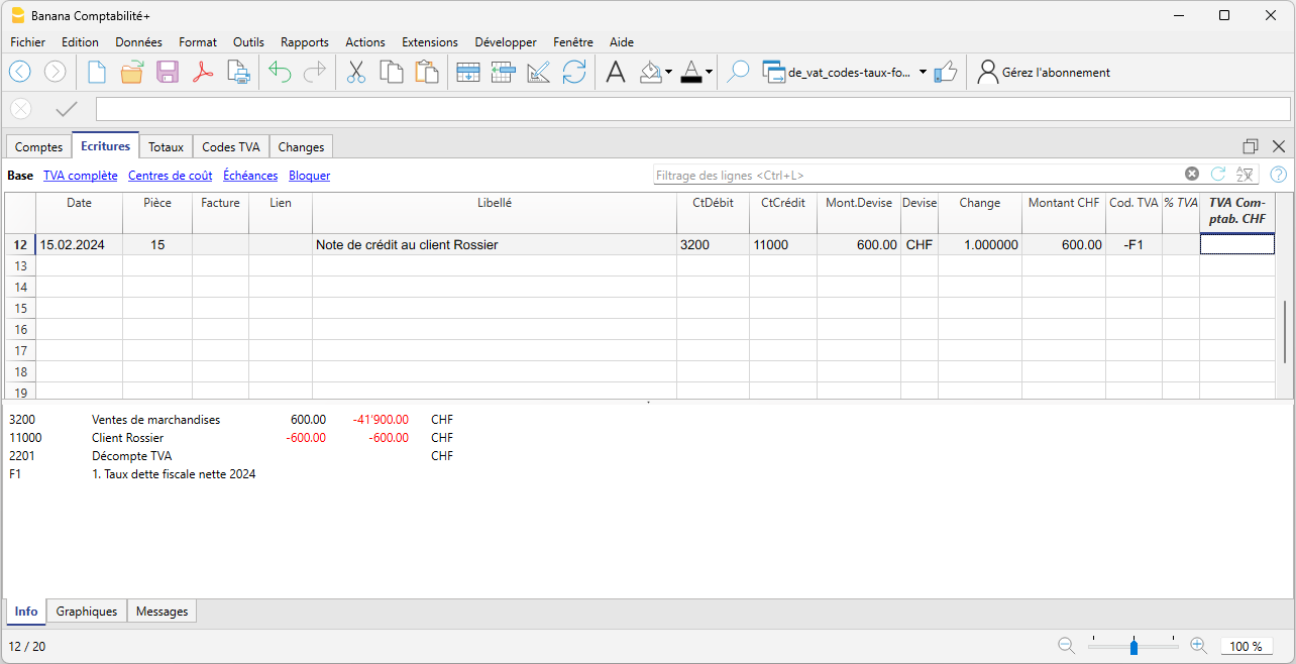 Banana Comptabilité+
Fichier Edition Données Format Outils Rapports Actions Extensions Développer Fenêtre Aide
A A de_vat_codes-taux-fo... Gérez l'abonnement
Comptes Ecritures Totaux Codes TVA Changes
Base TVA complète Centres de coût Échéances Bloquer Filtrage des lignes <Ctrl+L>
Date Pièce Facture Lien Libellé CtDébit CtCrédit Mont.Devise Devise Change Montant CHF Cod. TVA % TVA TVA Com-
ptab. CHF
12 15.02.2024 15 Note de crédit au client Rossier 3200 11000 600.00 CHF 1.000000 600.00 -F1
13
14
15
16
17
18
19
3200 Ventes de marchandises 600.00 -41'900.00 CHF
11000 Client Rossier -600.00 -600.00 CHF
2201 Décompte TVA CHF
F1 1. Taux dette fiscale nette 2024
Info Graphiques Messages
12 / 20 100 %